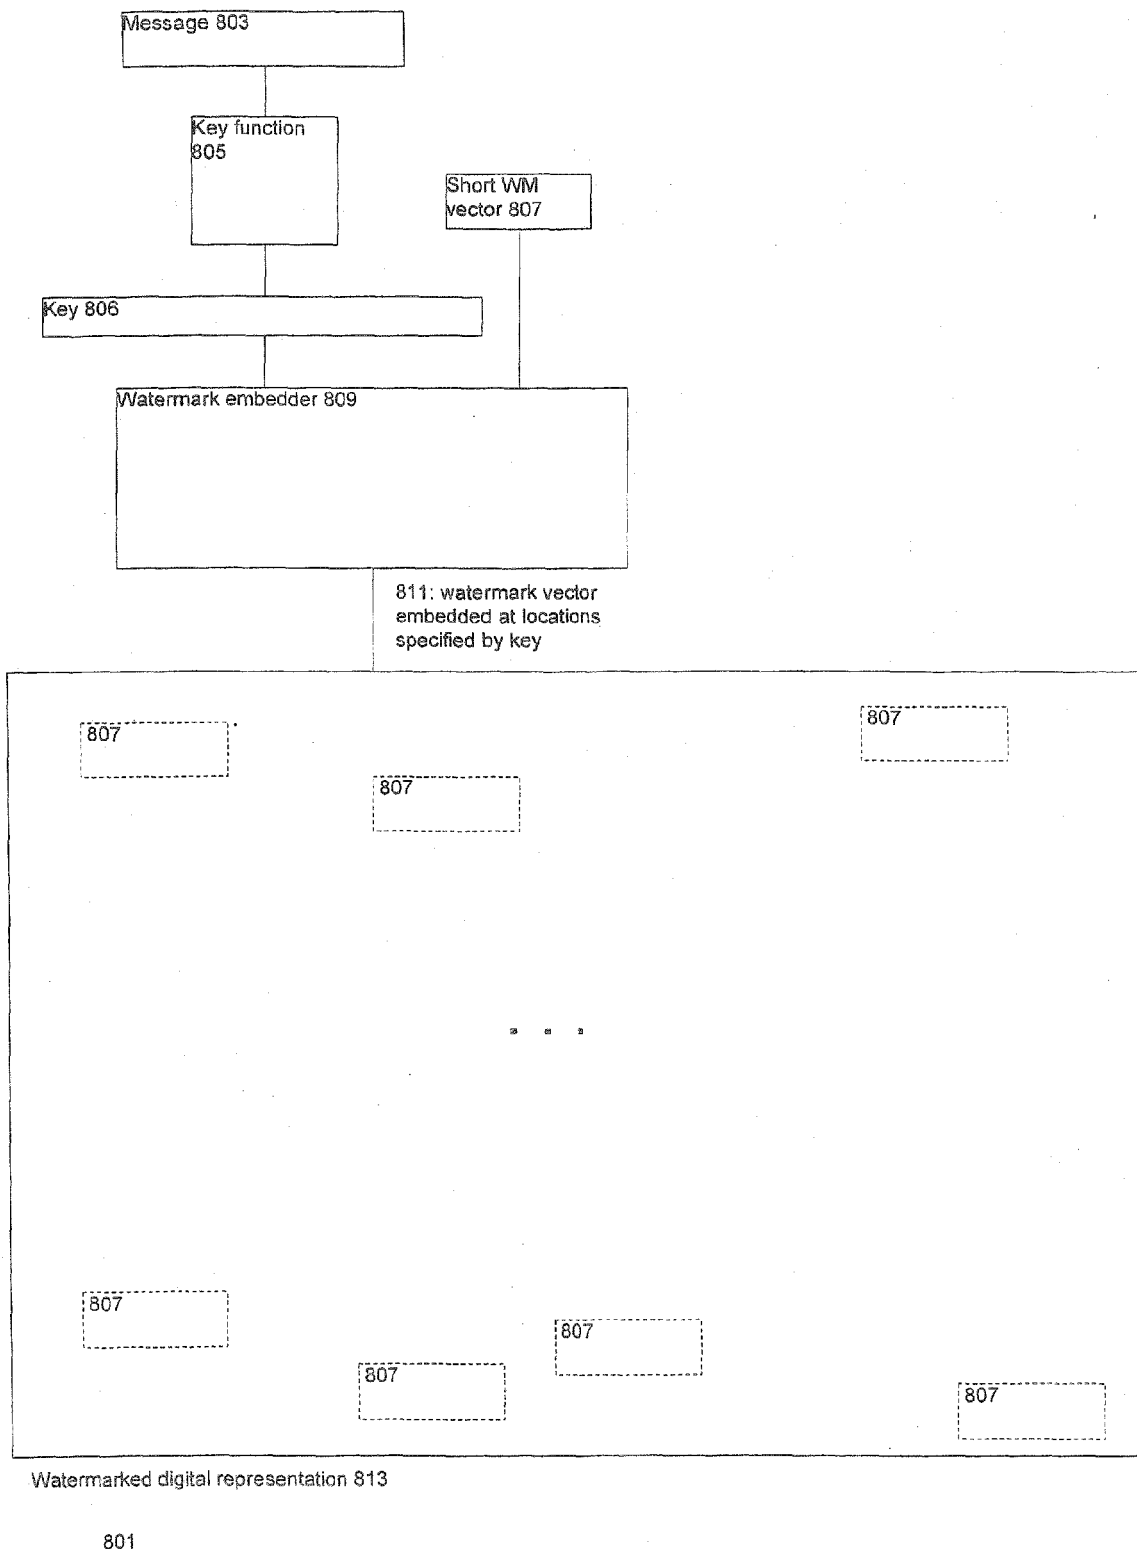 Message 803
Key function
805
Short WM
vector 807
Key 806
Watermark embedder 809
811: watermark vector
embedded at locations
specified by key
807
807
807
807
807
807
807
Watermarked digital representation 813
801